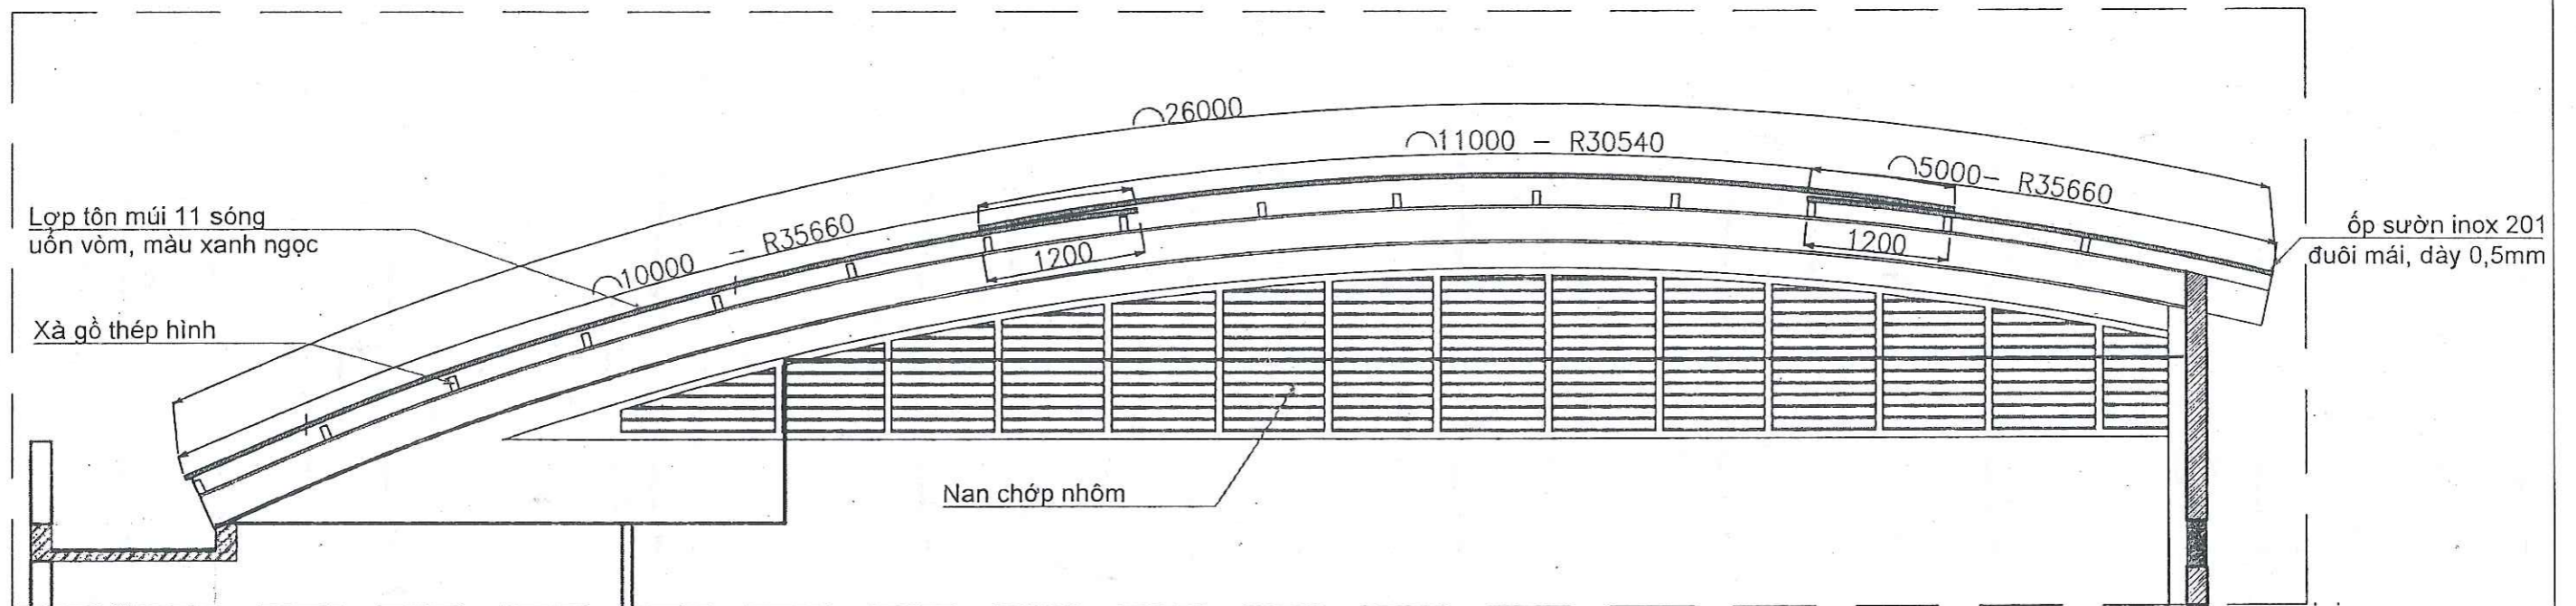 ⌒26000
⌒11000 – R30540
⌒5000– R35660
Lợp tôn múi 11 sóng
uốn vòm, màu xanh ngọc
⌒10000 – R35660
1200
1200
ốp sườn inox 201
đuôi mái, dày 0,5mm
Xà gồ thép hình
Nan chớp nhôm